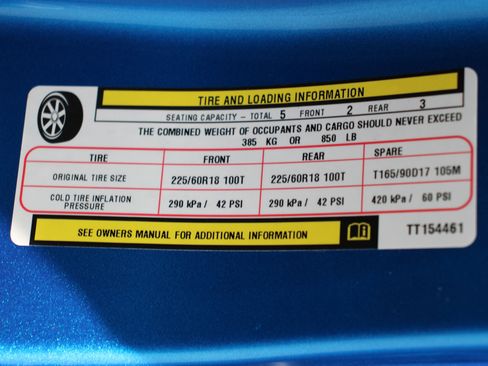 TIRE AND LOADING INFORMATION
SEATING CAPACITY – TOTAL 5 FRONT 2 REAR 3
THE COMBINED WEIGHT OF OCCUPANTS AND CARGO SHOULD NEVER EXCEED
385 KG OR 850 LB
TIRE FRONT REAR SPARE
ORIGINAL TIRE SIZE 225/60R18 100T 225/60R18 100T T165/90D17 105M
COLD TIRE INFLATION
PRESSURE 290 kPa / 42 PSI 290 kPa / 42 PSI 420 kPa / 60 PSI
SEE OWNERS MANUAL FOR ADDITIONAL INFORMATION
TT154461